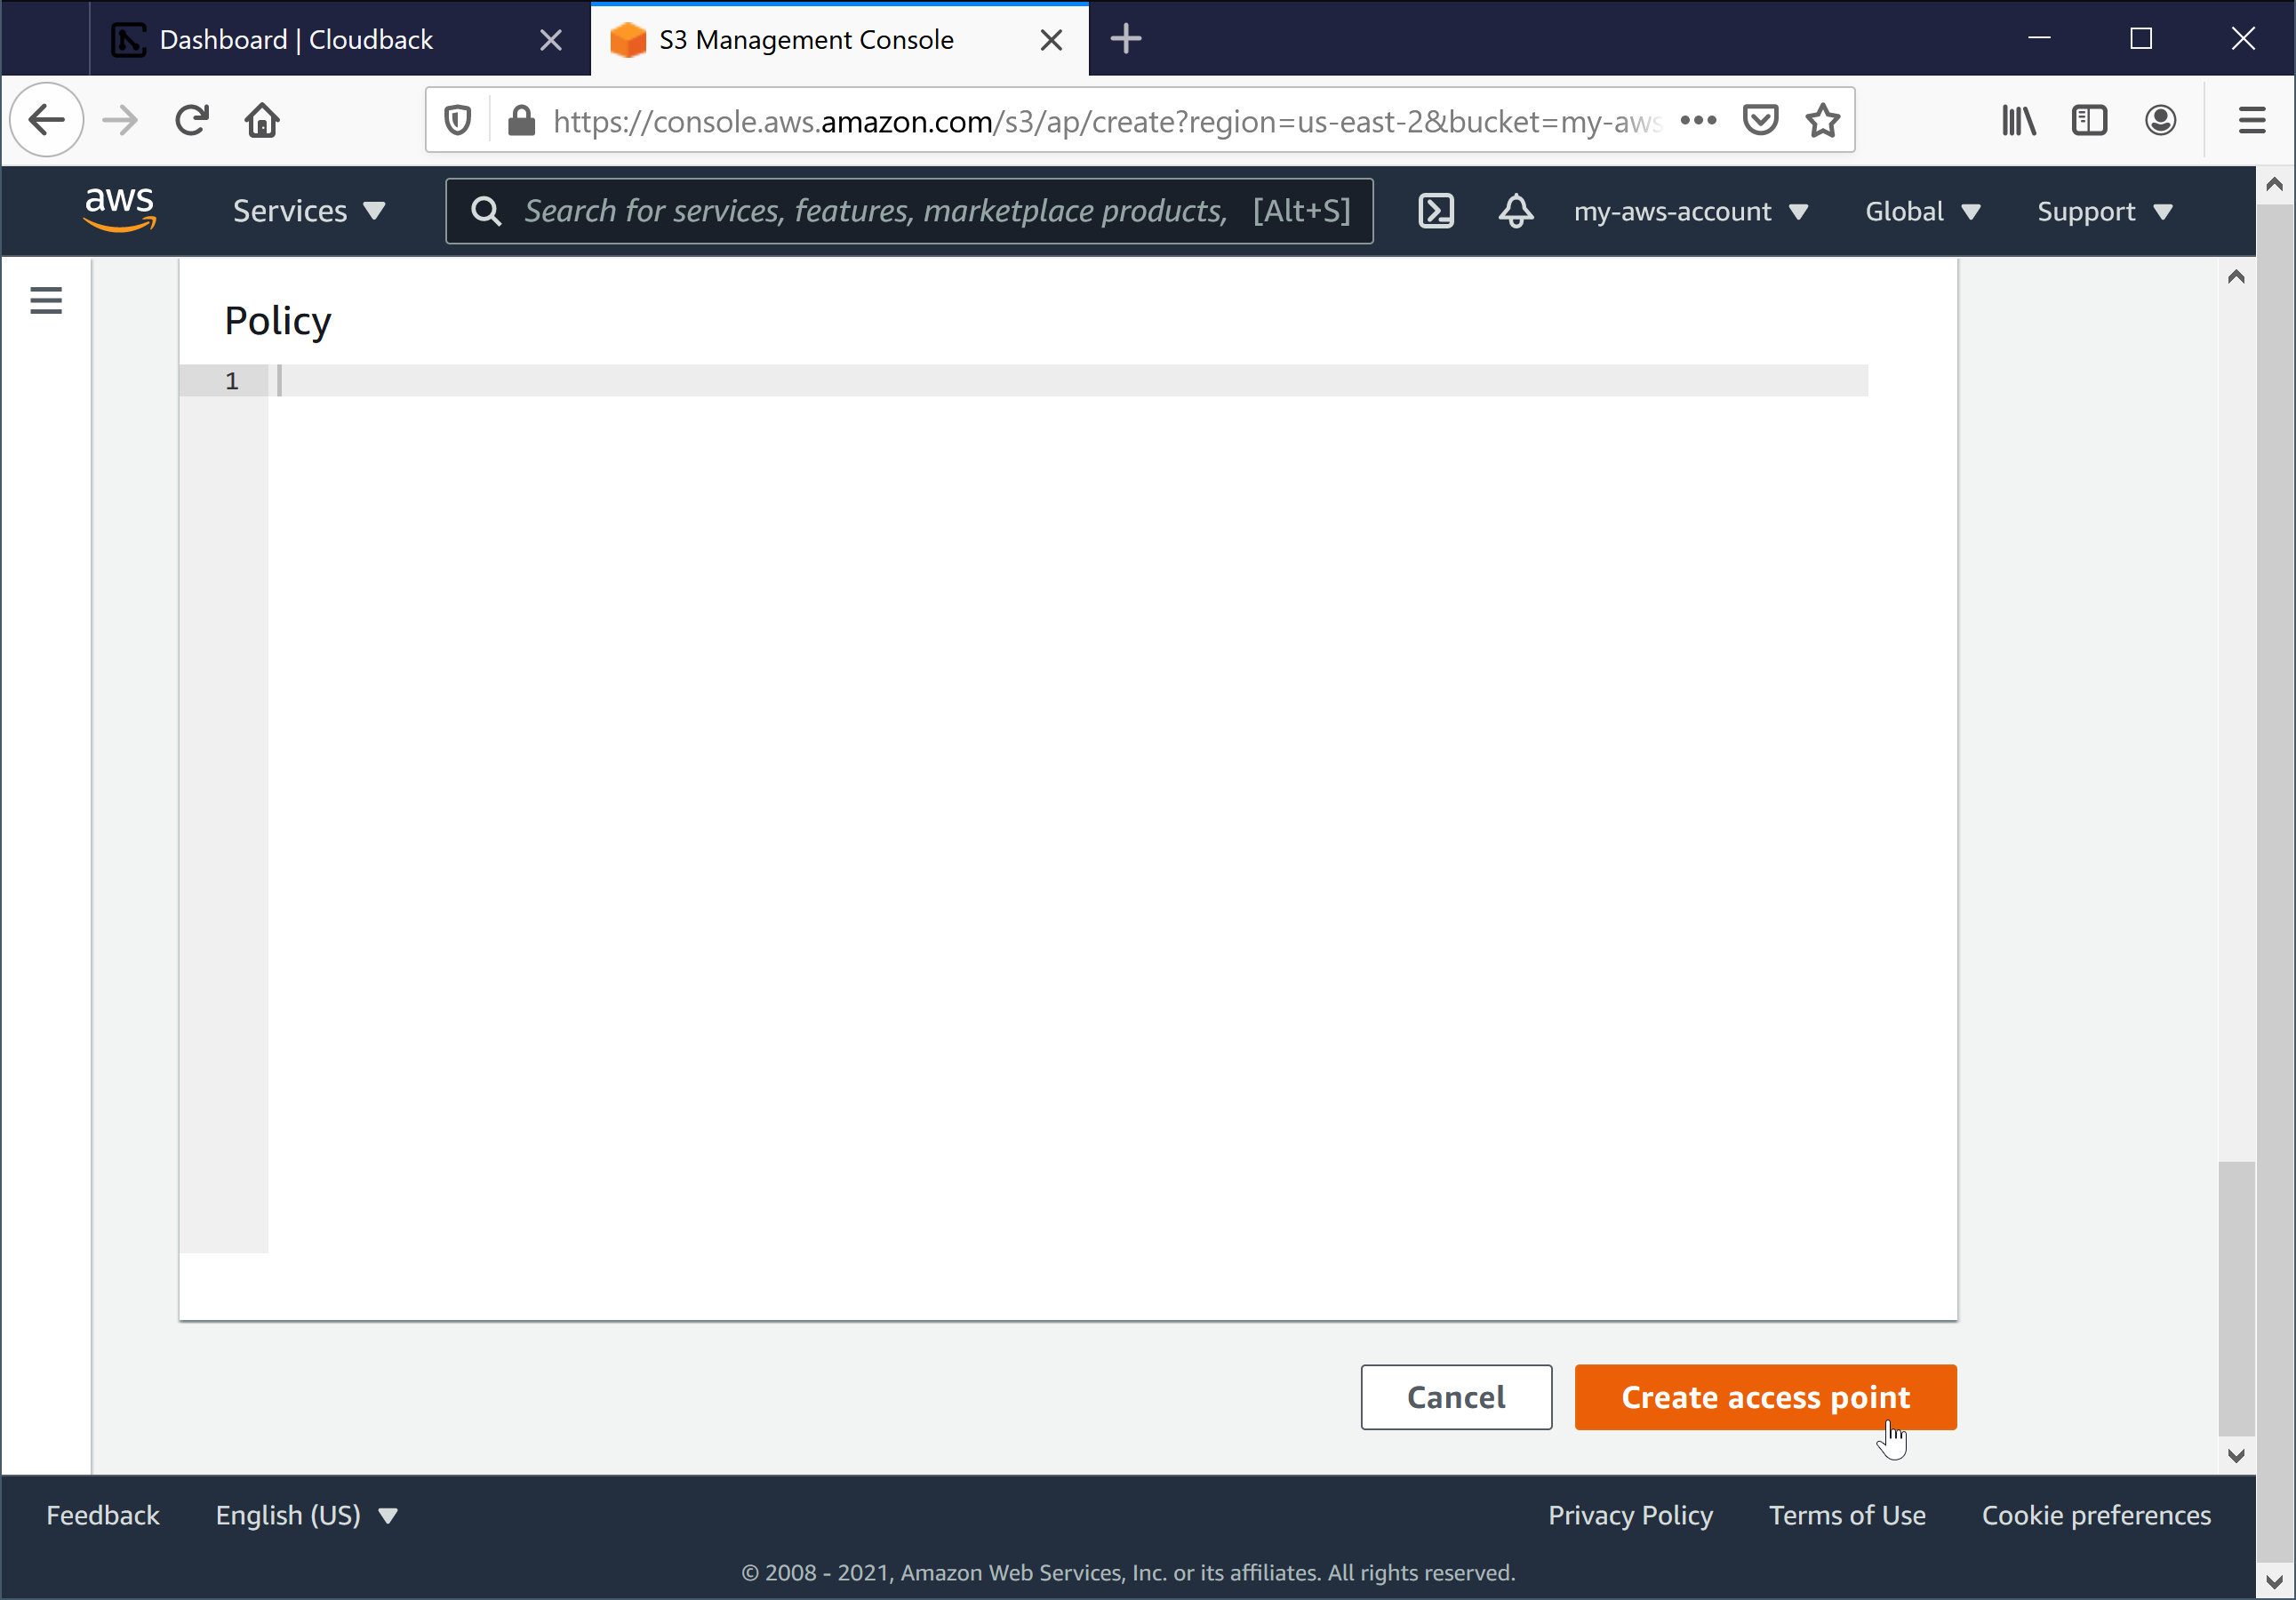 Dashboard | Cloudback
S3 Management Console
https://console.aws.amazon.com/s3/ap/create?region=us-east-2&bucket=my-aws
aws
Services
Search for services, features, marketplace products,
[Alt+S]
my-aws-account
Global
Support
Policy
1
Cancel
Create access point
Feedback
English (US)
Privacy Policy
Terms of Use
Cookie preferences
© 2008 - 2021, Amazon Web Services, Inc. or its affiliates. All rights reserved.